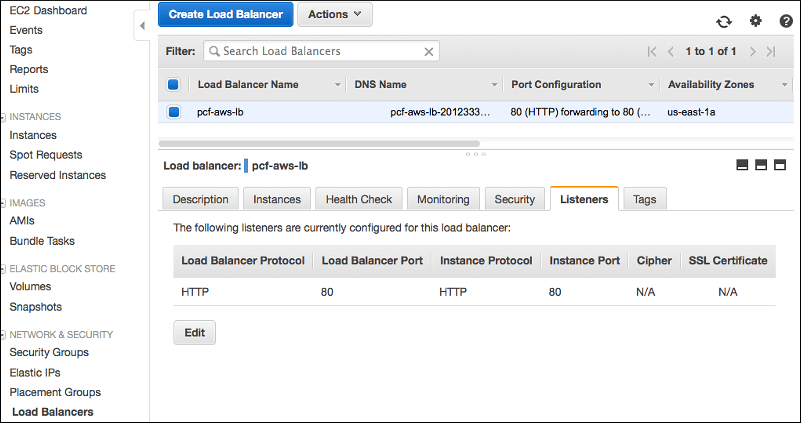 EC2 Dashboard
Events
Tags
Reports
Limits
INSTANCES
Instances
Spot Requests
Reserved Instances
IMAGES
AMIs
Bundle Tasks
ELASTIC BLOCK STORE
Volumes
Snapshots
NETWORK & SECURITY
Security Groups
Elastic IPs
Placement Groups
Load Balancers
Create Load Balancer Actions
Filter: Search Load Balancers 1 to 1 of 1
Load Balancer Name DNS Name Port Configuration Availability Zones
pcf-aws-lb pcf-aws-lb-2012333... 80 (HTTP) forwarding to 80 (... us-east-1a
Load balancer: pcf-aws-lb
Description Instances Health Check Monitoring Security Listeners Tags
The following listeners are currently configured for this load balancer:
Load Balancer Protocol Load Balancer Port Instance Protocol Instance Port Cipher SSL Certificate
HTTP 80 HTTP 80 N/A N/A
Edit